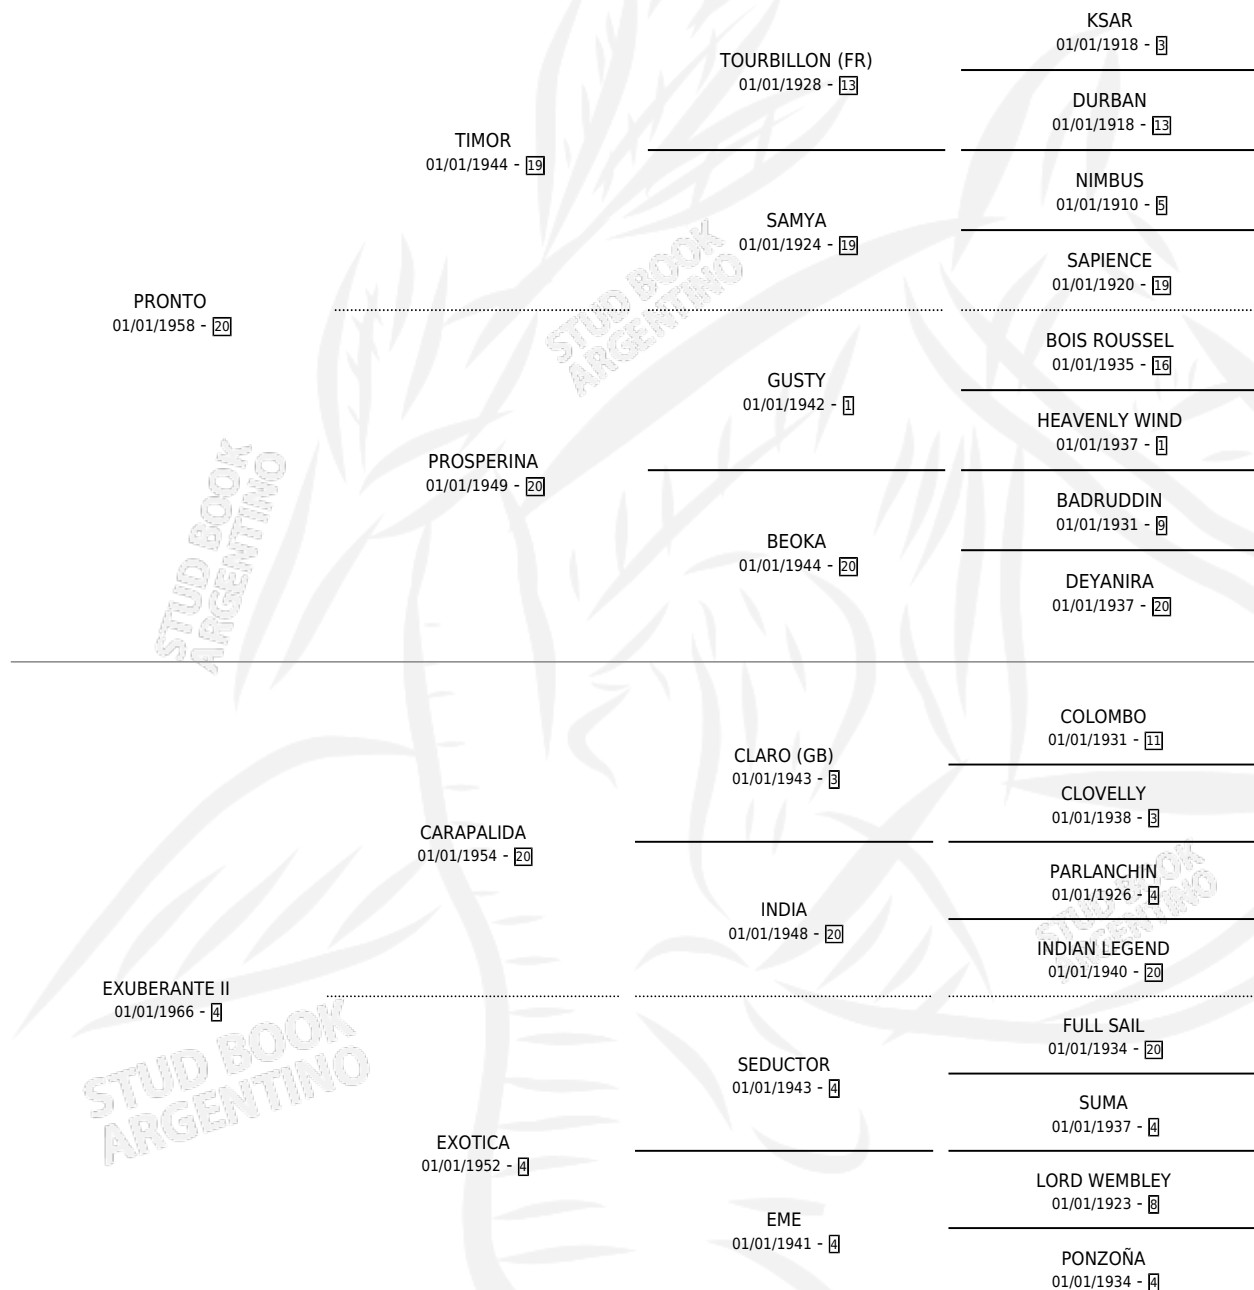 KSAR
01/01/1918 - 3
TOURBILLON (FR)
01/01/1928 - 13
DURBAN
01/01/1918 - 13
TIMOR
01/01/1944 - 19
NIMBUS
01/01/1910 - 5
SAMYA
01/01/1924 - 19
SAPIENCE
01/01/1920 - 19
PRONTO
01/01/1958 - 20
BOIS ROUSSEL
01/01/1935 - 16
GUSTY
01/01/1942 - 1
HEAVENLY WIND
01/01/1937 - 1
PROSPERINA
01/01/1949 - 20
BADRUDDIN
01/01/1931 - 9
BEOKA
01/01/1944 - 20
DEYANIRA
01/01/1937 - 20
COLOMBO
01/01/1931 - 11
CLARO (GB)
01/01/1943 - 3
CLOVELLY
01/01/1938 - 3
CARAPALIDA
01/01/1954 - 20
PARLANCHIN
01/01/1926 - 4
INDIA
01/01/1948 - 20
INDIAN LEGEND
01/01/1940 - 20
EXUBERANTE II
01/01/1966 - 4
FULL SAIL
01/01/1934 - 20
SEDUCTOR
01/01/1943 - 4
SUMA
01/01/1937 - 4
EXOTICA
01/01/1952 - 4
LORD WEMBLEY
01/01/1923 - 8
EME
01/01/1941 - 4
PONZOÑA
01/01/1934 - 4
STUD BOOK
ARGENTINO
STUD BOOK
ARGENTINO
STUD BOOK
ARGENTINO
STUD BOOK
ARGENTINO